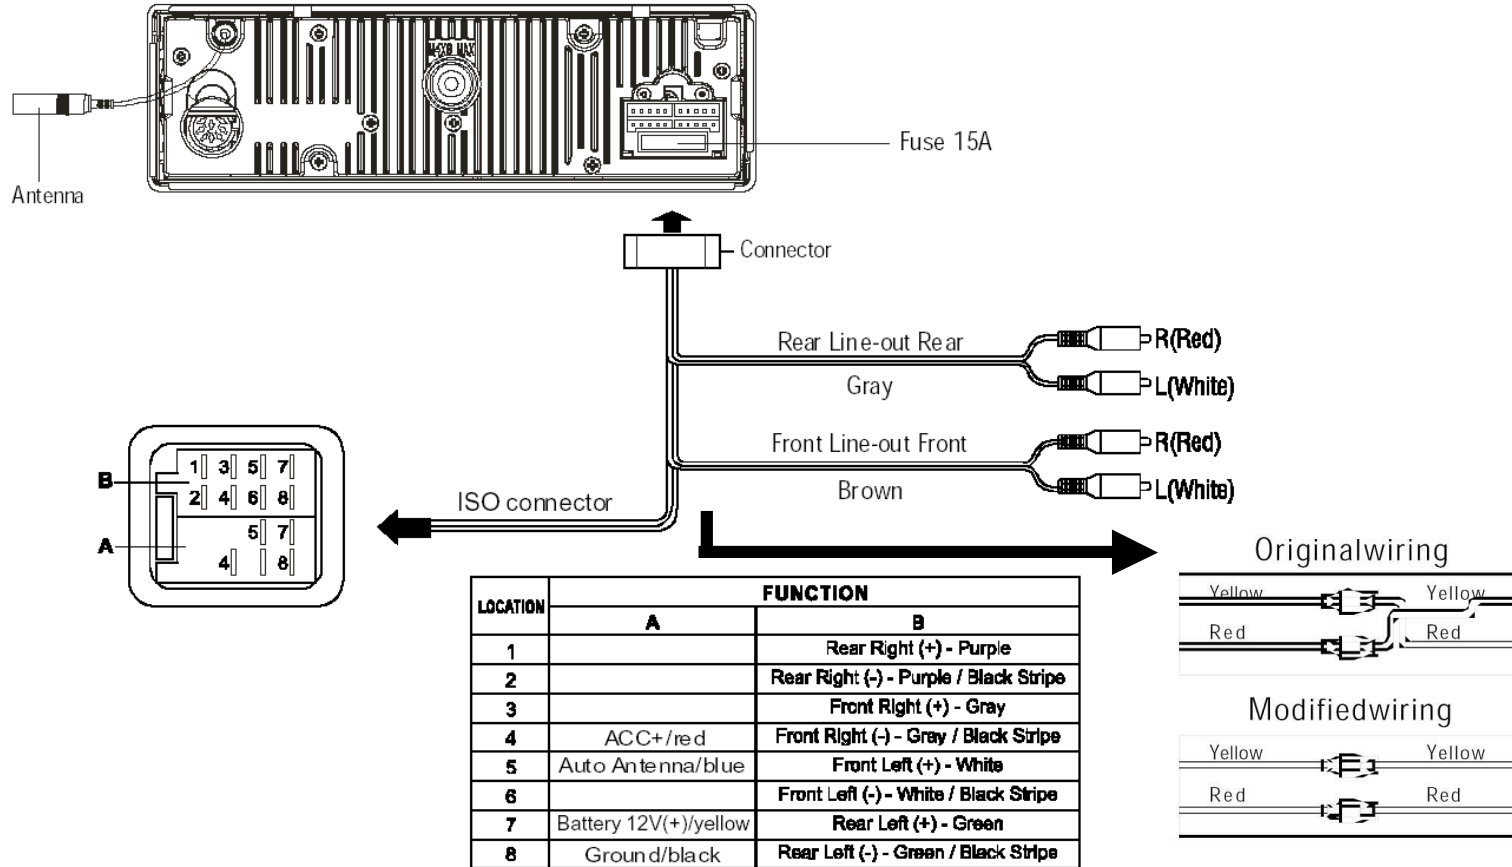 M4X8 MAX
Fuse 15A
Antenna
Connector
Rear Line-out Rear
R(Red)
Gray
L(White)
Front Line-out Front
R(Red)
Brown
L(White)
ISO connector
B
1 3 5 7
2 4 6 8
A
5 7
4 8
LOCATION FUNCTION
A B
1 Rear Right (+) - Purple
2 Rear Right (-) - Purple / Black Stripe
3 Front Right (+) - Gray
4 ACC+/red Front Right (-) - Gray / Black Stripe
5 Auto Antenna/blue Front Left (+) - White
6 Front Left (-) - White / Black Stripe
7 Battery 12V(+)/yellow Rear Left (+) - Green
8 Ground/black Rear Left (-) - Green / Black Stripe
Originalwiring
Yellow Yellow
Red Red
Modifiedwiring
Yellow Yellow
Red Red